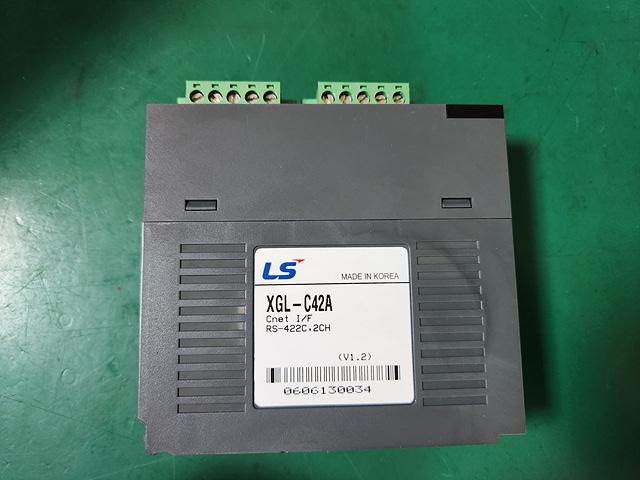 LS
MADE IN KOREA
XGL-C42A
Cnet I/F
RS-422C,2CH
(V1.2)
0606130034